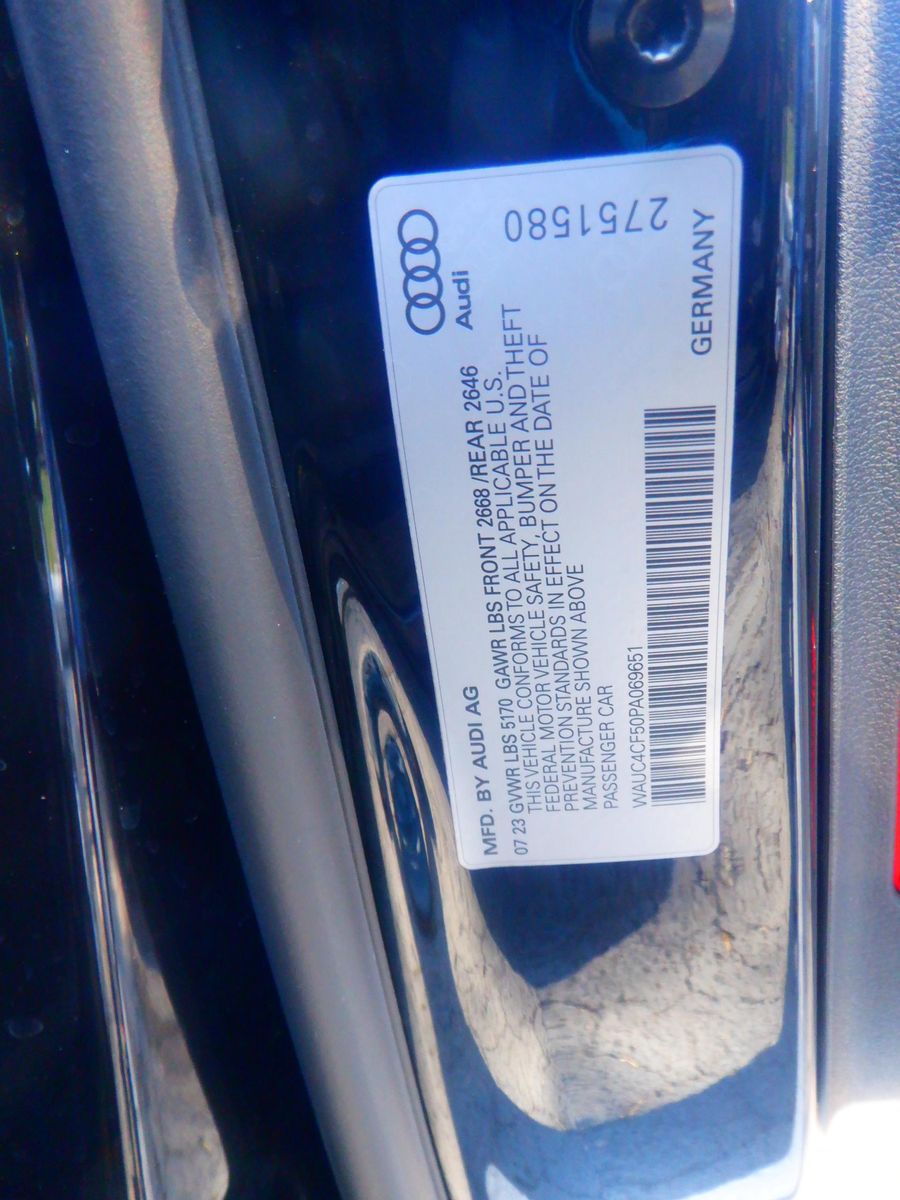 Audi
2751580
MFD. BY AUDI AG
07 23 GVWR LBS 5170 GAWR LBS FRONT 2668 /REAR 2646
THIS VEHICLE CONFORMS TO ALL APPLICABLE U.S.
FEDERAL MOTOR VEHICLE SAFETY, BUMPER AND THEFT
PREVENTION STANDARDS IN EFFECT ON THE DATE OF
MANUFACTURE SHOWN ABOVE
PASSENGER CAR
WAUC4CF50PA069651
GERMANY